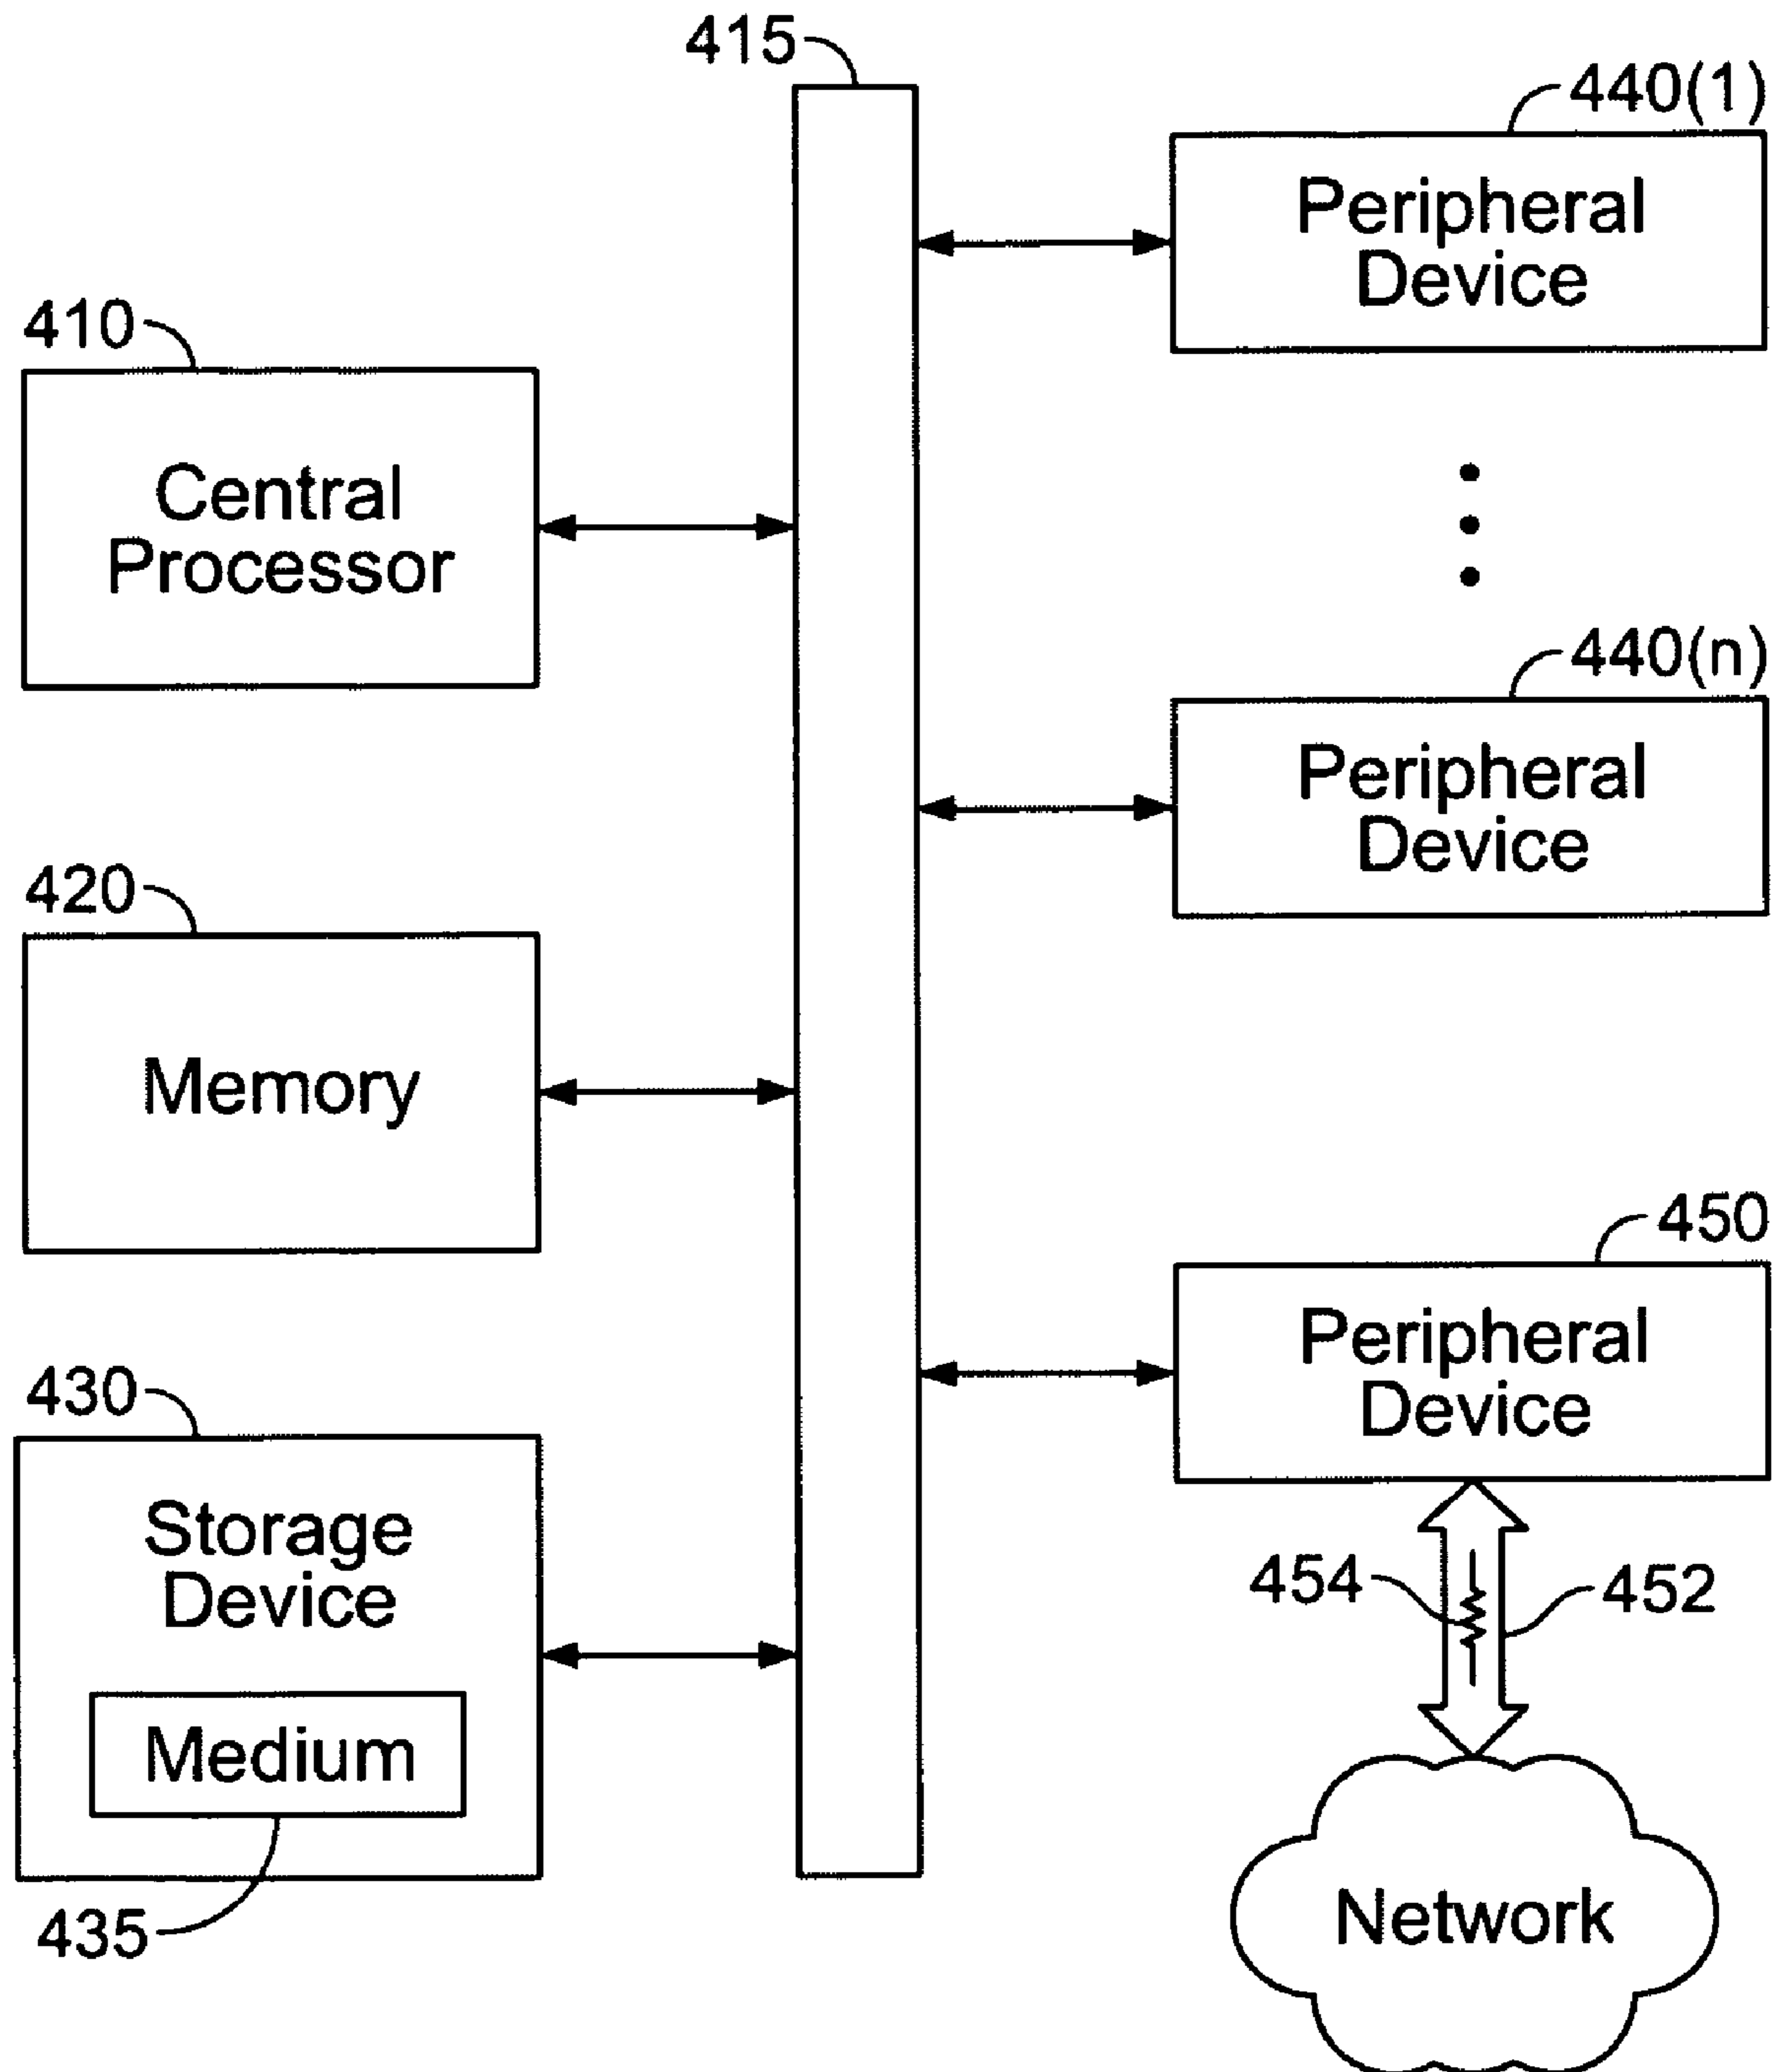 415
440(1)
Peripheral
Device
410
Central
Processor
440(n)
Peripheral
Device
420
Memory
450
Peripheral
Device
430
Storage
Device
454
452
Medium
435
Network